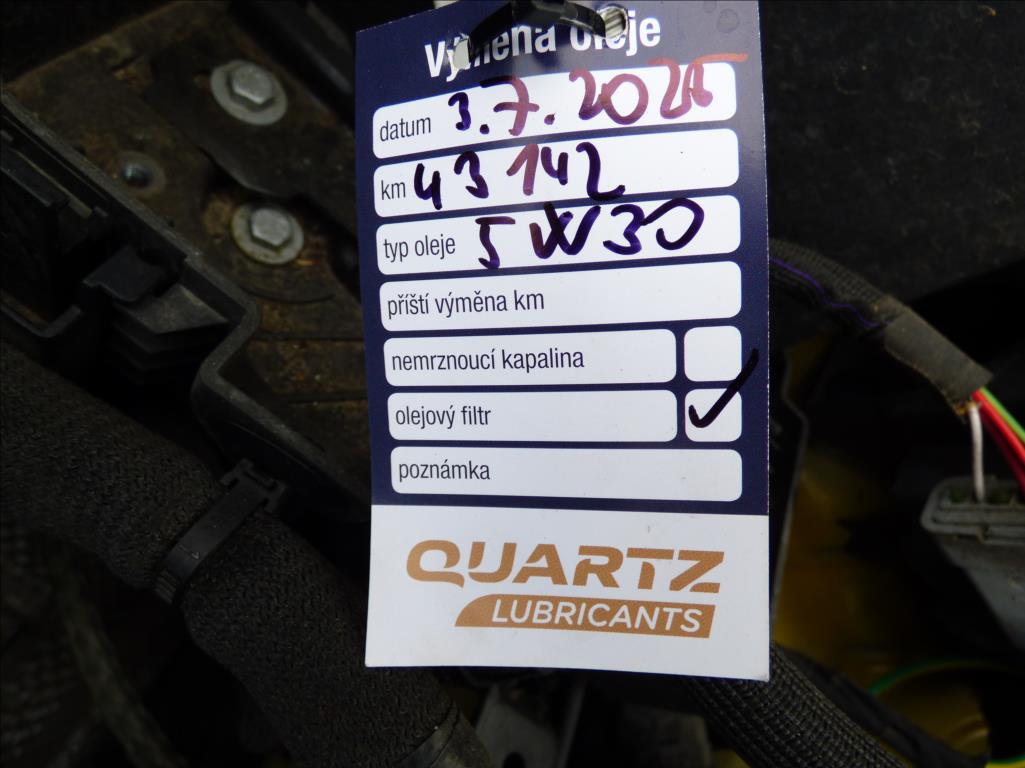 Výměna oleje
datum 3.7.2025
km 43 142
typ oleje 5W30
příští výměna km
nemrznoucí kapalina
olejový filtr ✓
poznámka
QUARTZ
LUBRICANTS